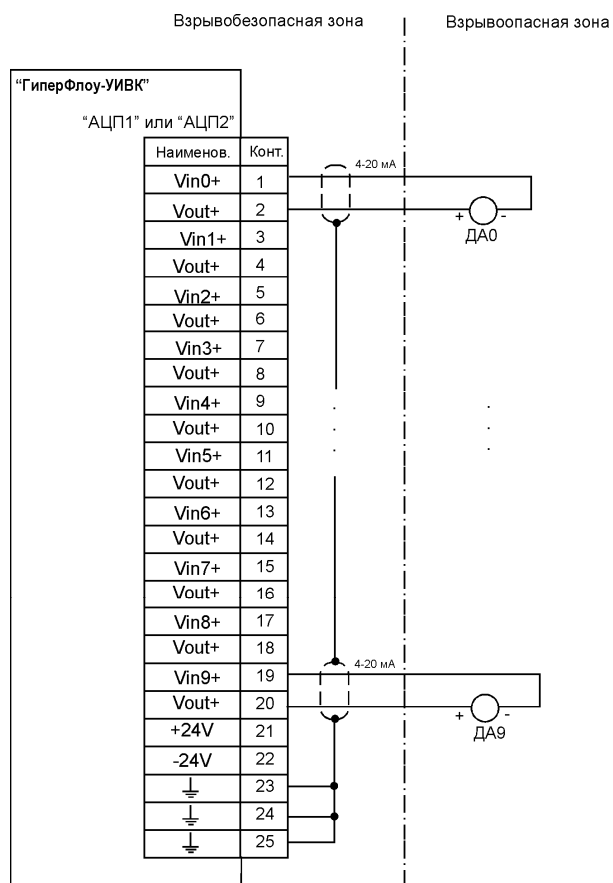 Взрывобезопасная зона
Взрывоопасная зона
“ГиперФлоу-УИВК”
“АЦП1” или “АЦП2”
Наименов. Конт.
4-20 мА
Vin0+ 1
Vout+ 2
+ -
ДА0
Vin1+ 3
Vout+ 4
Vin2+ 5
Vout+ 6
Vin3+ 7
Vout+ 8
Vin4+ 9
Vout+ 10
Vin5+ 11
Vout+ 12
Vin6+ 13
Vout+ 14
Vin7+ 15
Vout+ 16
Vin8+ 17
Vout+ 18
4-20 мА
Vin9+ 19
Vout+ 20
+ -
ДА9
+24V 21
-24V 22
23
24
25